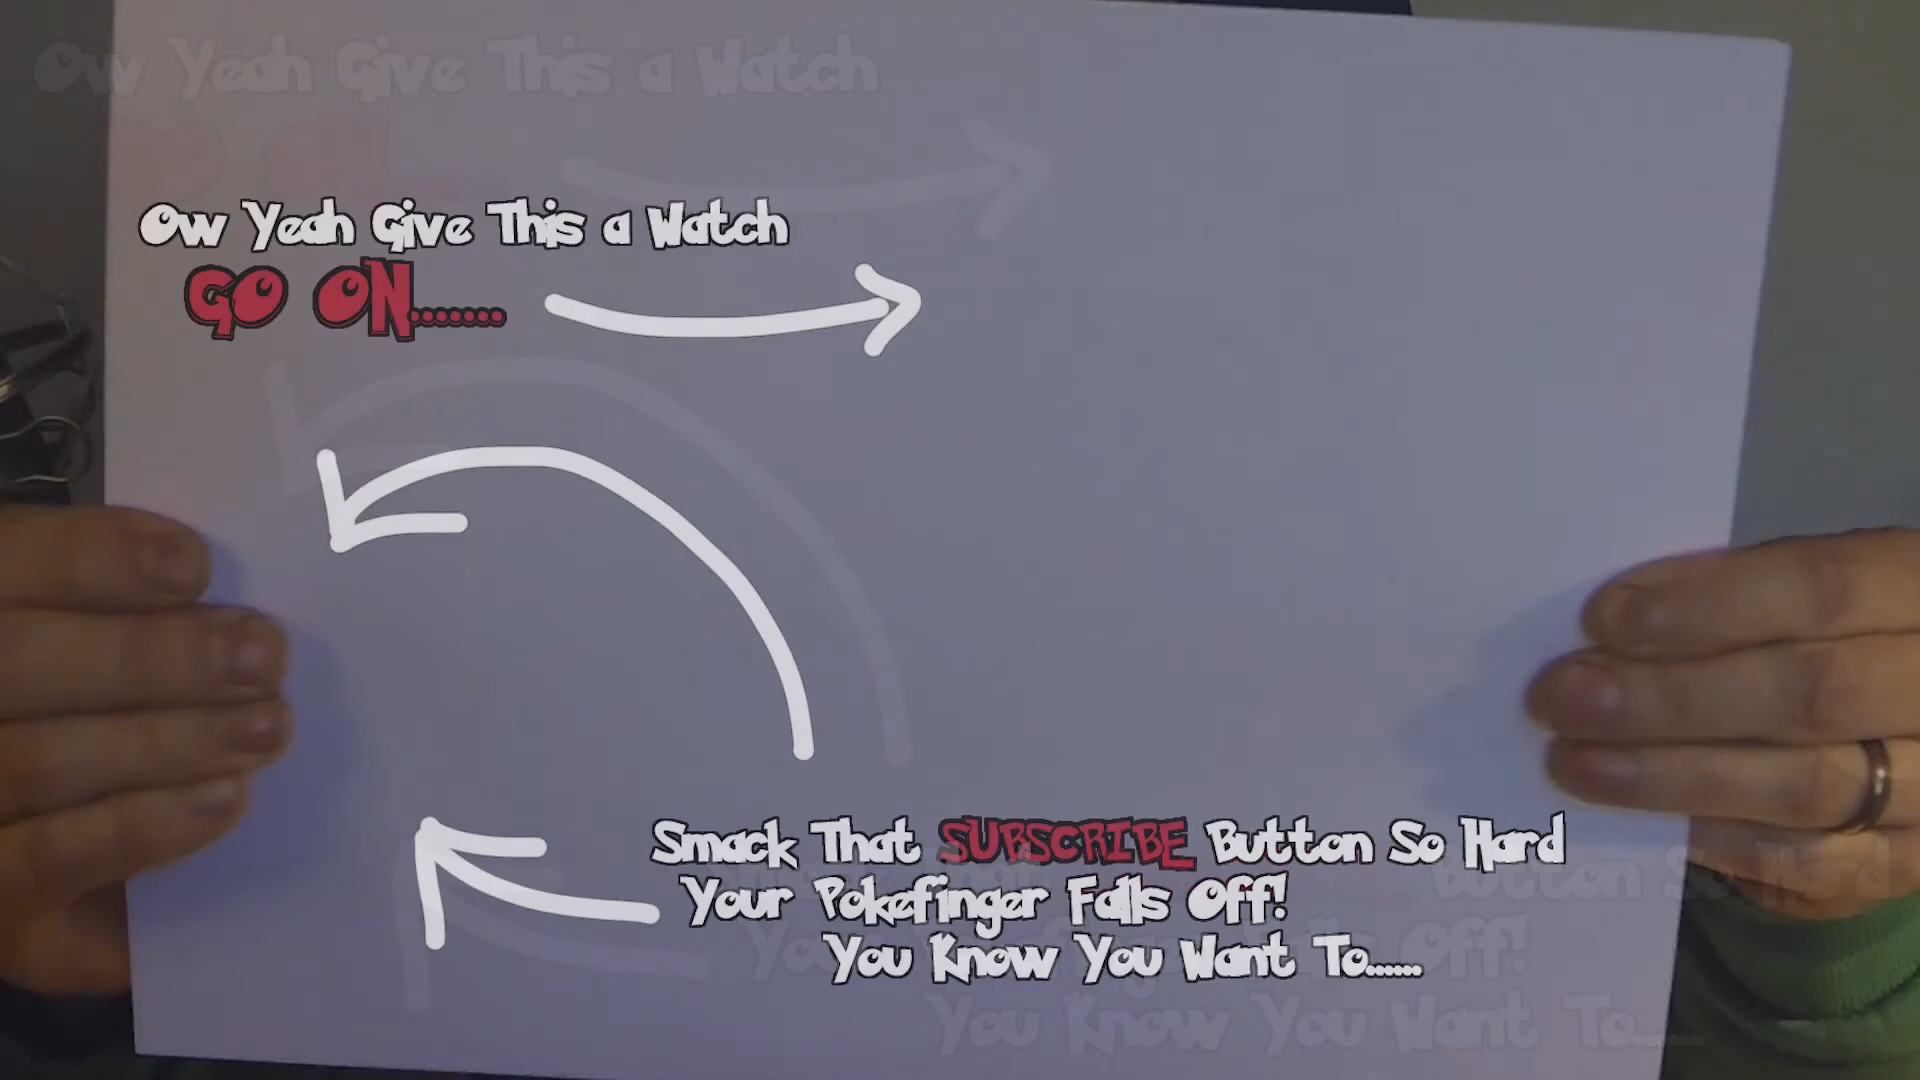 Ow Yeah Give This a Watch
GO ON.......
Smack That SUBSCRIBE Button So Hard
Your Pokefinger Falls Off!
You Know You Want To......